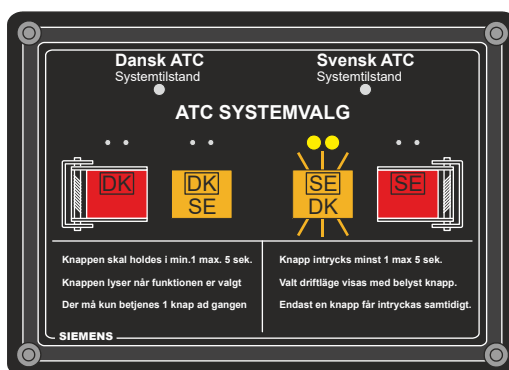 Dansk ATC
Systemtilstand
Svensk ATC
Systemtilstand
ATC SYSTEMVALG
DK
DK
SE
SE
DK
SE
Knappen skal holdes i min.1 max. 5 sek.
Knappen lyser når funktionen er valgt
Der må kun betjenes 1 knap ad gangen
Knapp intrycks minst 1 max 5 sek.
Valt driftläge visas med belyst knapp.
Endast en knapp får intryckas samtidigt.
SIEMENS